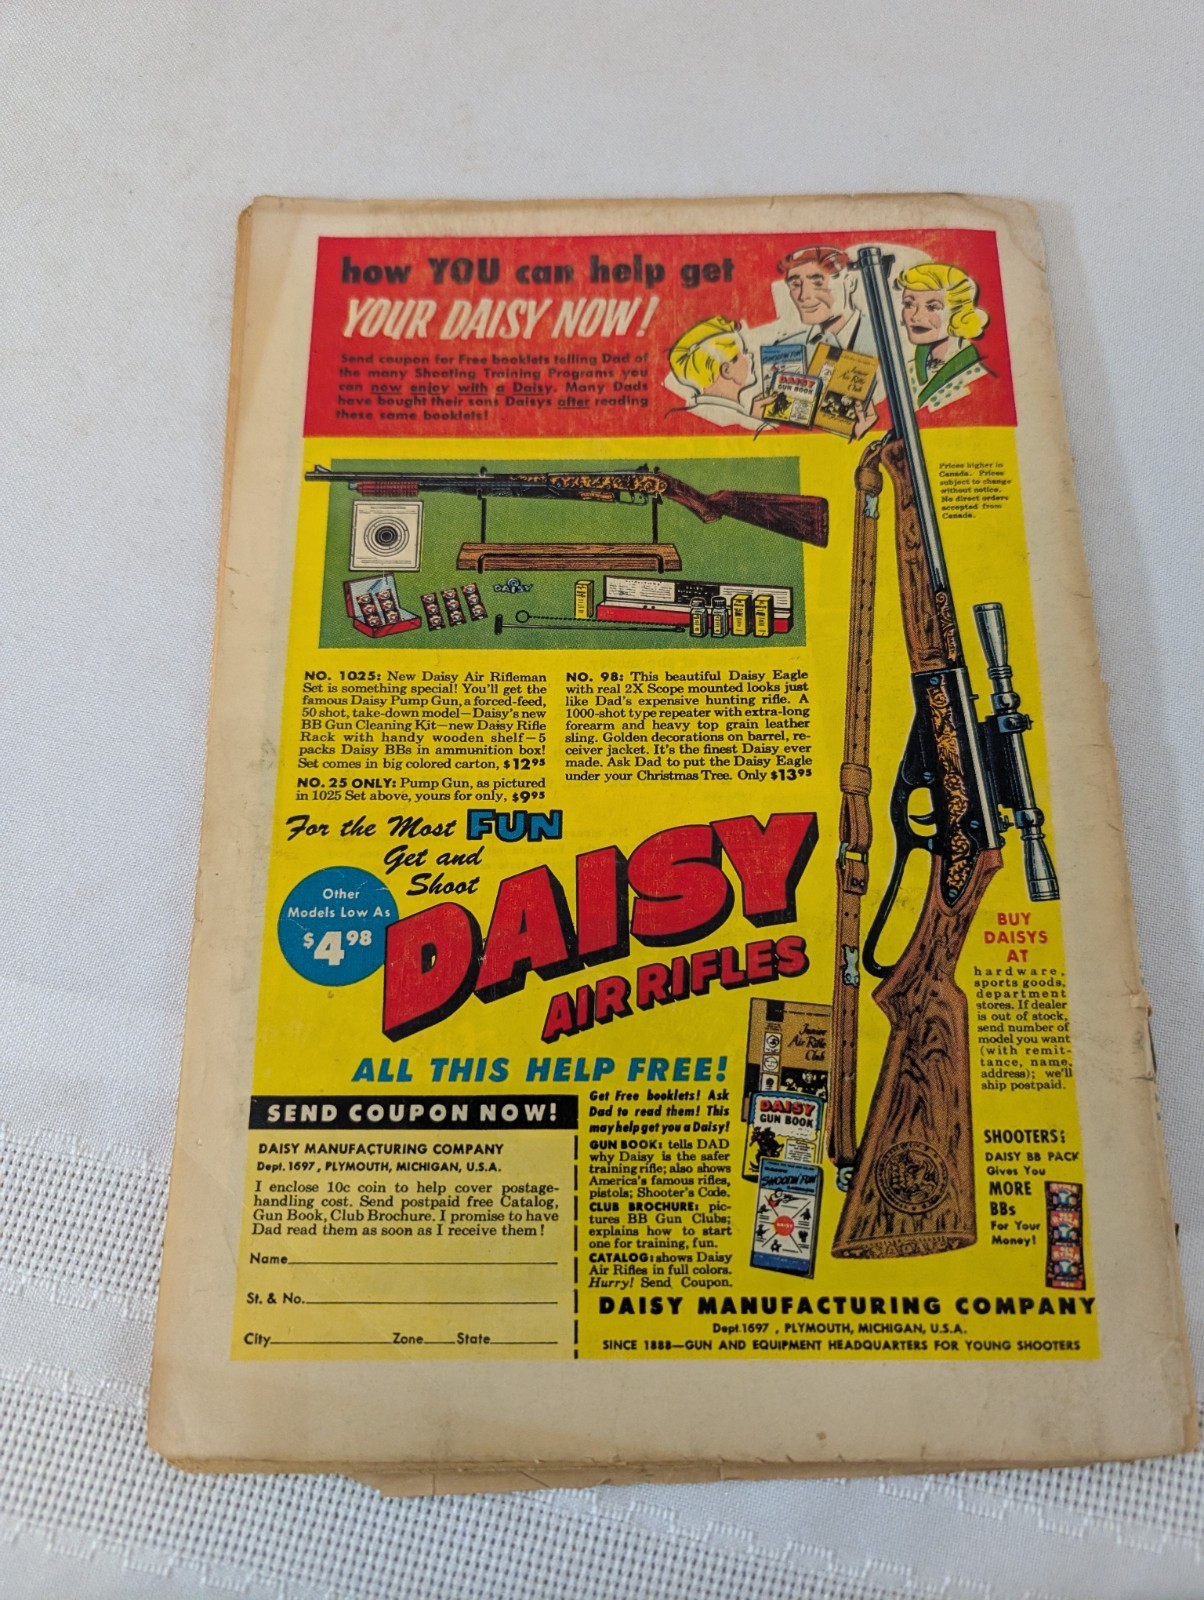 how YOU can help get
YOUR DAISY NOW!
Send coupon for Free booklets telling Dad of
the many Shooting Training Programs you
can now enjoy with a Daisy. Many Dads
have bought their sons Daisys after reading
these same booklets!
SHOOTIN' FUN
DAISY
GUN BOOK
Junior
Air Rifle
Club
Prices higher in
Canada. Prices
subject to change
without notice.
No direct orders
accepted from
Canada.
DAISY
NO. 1025: New Daisy Air Rifleman
Set is something special! You'll get the
famous Daisy Pump Gun, a forced-feed,
50 shot, take-down model—Daisy's new
BB Gun Cleaning Kit—new Daisy Rifle
Rack with handy wooden shelf—5
packs Daisy BBs in ammunition box!
Set comes in big colored carton, $12 95
NO. 25 ONLY: Pump Gun, as pictured
in 1025 Set above, yours for only, $9 95
NO. 98: This beautiful Daisy Eagle
with real 2X Scope mounted looks just
like Dad's expensive hunting rifle. A
1000-shot type repeater with extra-long
forearm and heavy top grain leather
sling. Golden decorations on barrel, re-
ceiver jacket. It's the finest Daisy ever
made. Ask Dad to put the Daisy Eagle
under your Christmas Tree. Only $13 95
For the Most FUN
Get and
Shoot
DAISY
AIR RIFLES
Other
Models Low As
$4 98
BUY
DAISYS
AT
hardware,
sports goods,
department
stores. If dealer
is out of stock,
send number of
model you want
(with remit-
tance, name,
address); we'll
ship postpaid.
ALL THIS HELP FREE!
SEND COUPON NOW!
DAISY MANUFACTURING COMPANY
Dept. 1697, PLYMOUTH, MICHIGAN, U.S.A.
I enclose 10c coin to help cover postage-
handling cost. Send postpaid free Catalog,
Gun Book, Club Brochure. I promise to have
Dad read them as soon as I receive them!
Name
St. & No.
City Zone State
Get Free booklets! Ask
Dad to read them! This
may help get you a Daisy!
GUN BOOK: tells DAD
why Daisy is the safer
training rifle; also shows
America's famous rifles,
pistols; Shooter's Code.
CLUB BROCHURE: pic-
tures BB Gun Clubs;
explains how to start
one for training, fun.
CATALOG: shows Daisy
Air Rifles in full colors.
Hurry! Send Coupon.
Junior
Air Rifle
Club
DAISY
GUN BOOK
SHOOTIN' FUN
DAISY
SHOOTERS:
DAISY BB PACK
Gives You
MORE
BBs
For Your
Money!
DAISY MANUFACTURING COMPANY
Dept. 1697, PLYMOUTH, MICHIGAN, U.S.A.
SINCE 1888—GUN AND EQUIPMENT HEADQUARTERS FOR YOUNG SHOOTERS